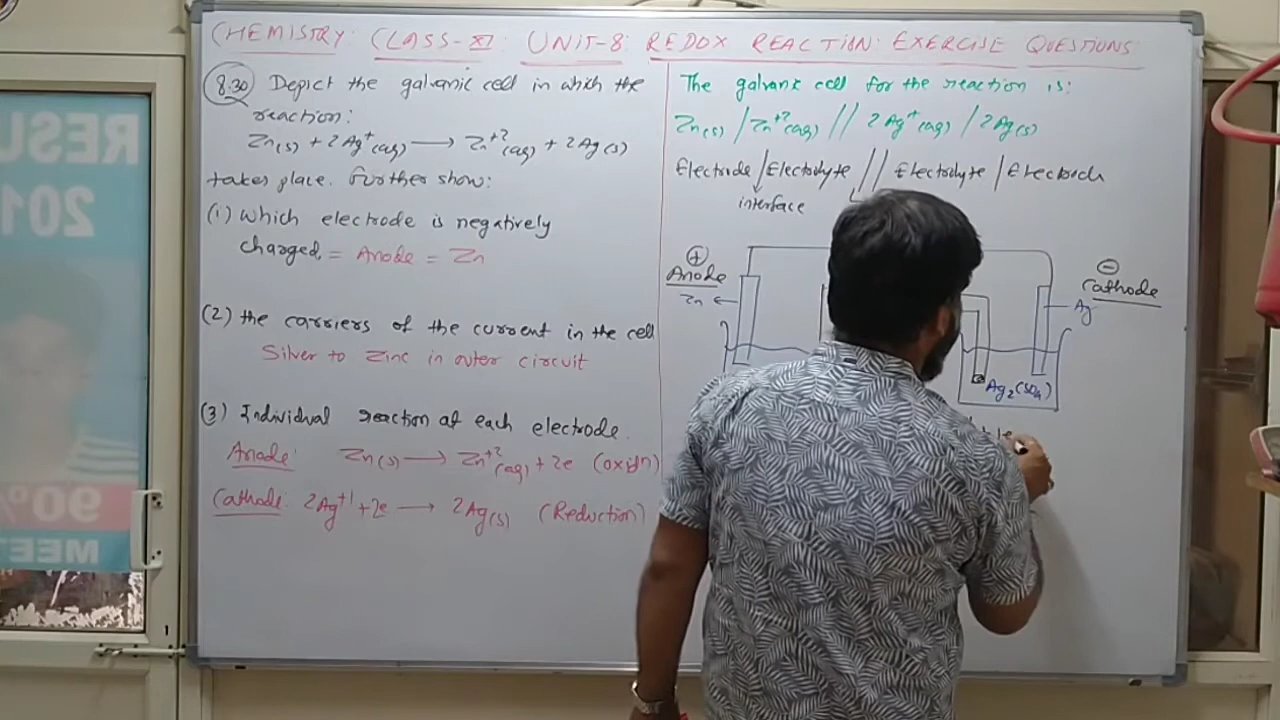 CHEMISTRY: CLASS-XI: UNIT-8: REDOX REACTION: EXERCISE QUESTIONS
8.30 Depict the galvanic cell in which the
reaction:
Zn(s) + 2Ag⁺(aq) → Zn⁺²(aq) + 2Ag(s)
takes place. Further show:
(1) Which electrode is negatively
charged, = Anode = Zn
(2) the carriers of the current in the cell
Silver to Zinc in outer circuit
(3) Individual reaction at each electrode.
Anode: Zn(s) → Zn⁺²(aq) + 2e (oxidn)
Cathode: 2Ag⁺¹ + 2e → 2Ag(s) (Reduction)
The galvanic cell for the reaction is:
Zn(s) / Zn⁺²(aq) // 2Ag⁺(aq) / 2Ag(s)
Electrode / Electrolyte // Electrolyte / Electrode
interface
+
Anode
Zn
-
Cathode
Ag
Ag₂(SO₄)
RESU
201
90%
MEE